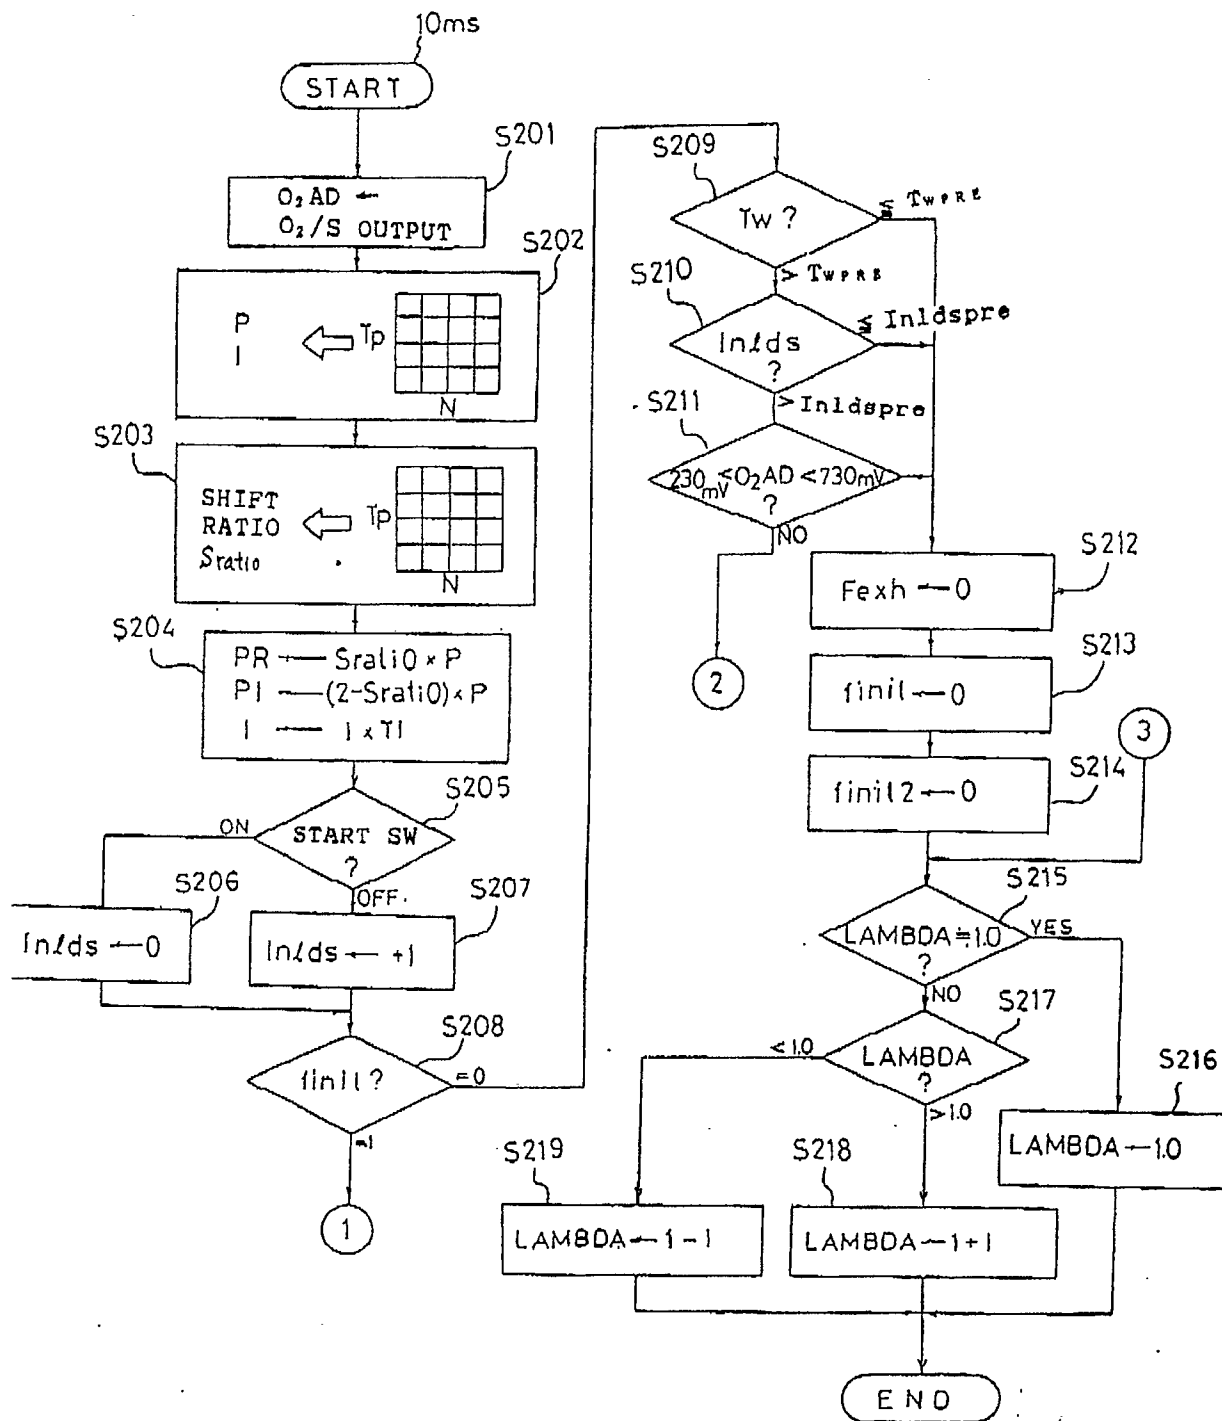 10ms
START
S201
O₂AD ←
O₂/S OUTPUT
S202
P
I
Tp
N
S203
SHIFT
RATIO
Sratio
Tp
N
S204
PR ← SratiO × P
PI ← (2-SratiO) × P
I ← I × TI
S205
START SW
?
ON
OFF
S206
Inlds ← 0
S207
Inlds ← +1
S208
finit?
=0
=1
1
S209
Tw ?
≦ TWPRE
> TWPRE
S210
Inlds
?
≦ Inldspre
> Inldspre
S211
230mV < O₂AD < 730mV
?
NO
2
S212
Fexh ← 0
S213
finit ← 0
3
S214
finit2 ← 0
S215
LAMBDA ≒ 1.0
?
YES
NO
S217
LAMBDA
?
< 1.0
> 1.0
S216
LAMBDA ← 1.0
S219
LAMBDA ← 1 - I
S218
LAMBDA ← 1 + I
END